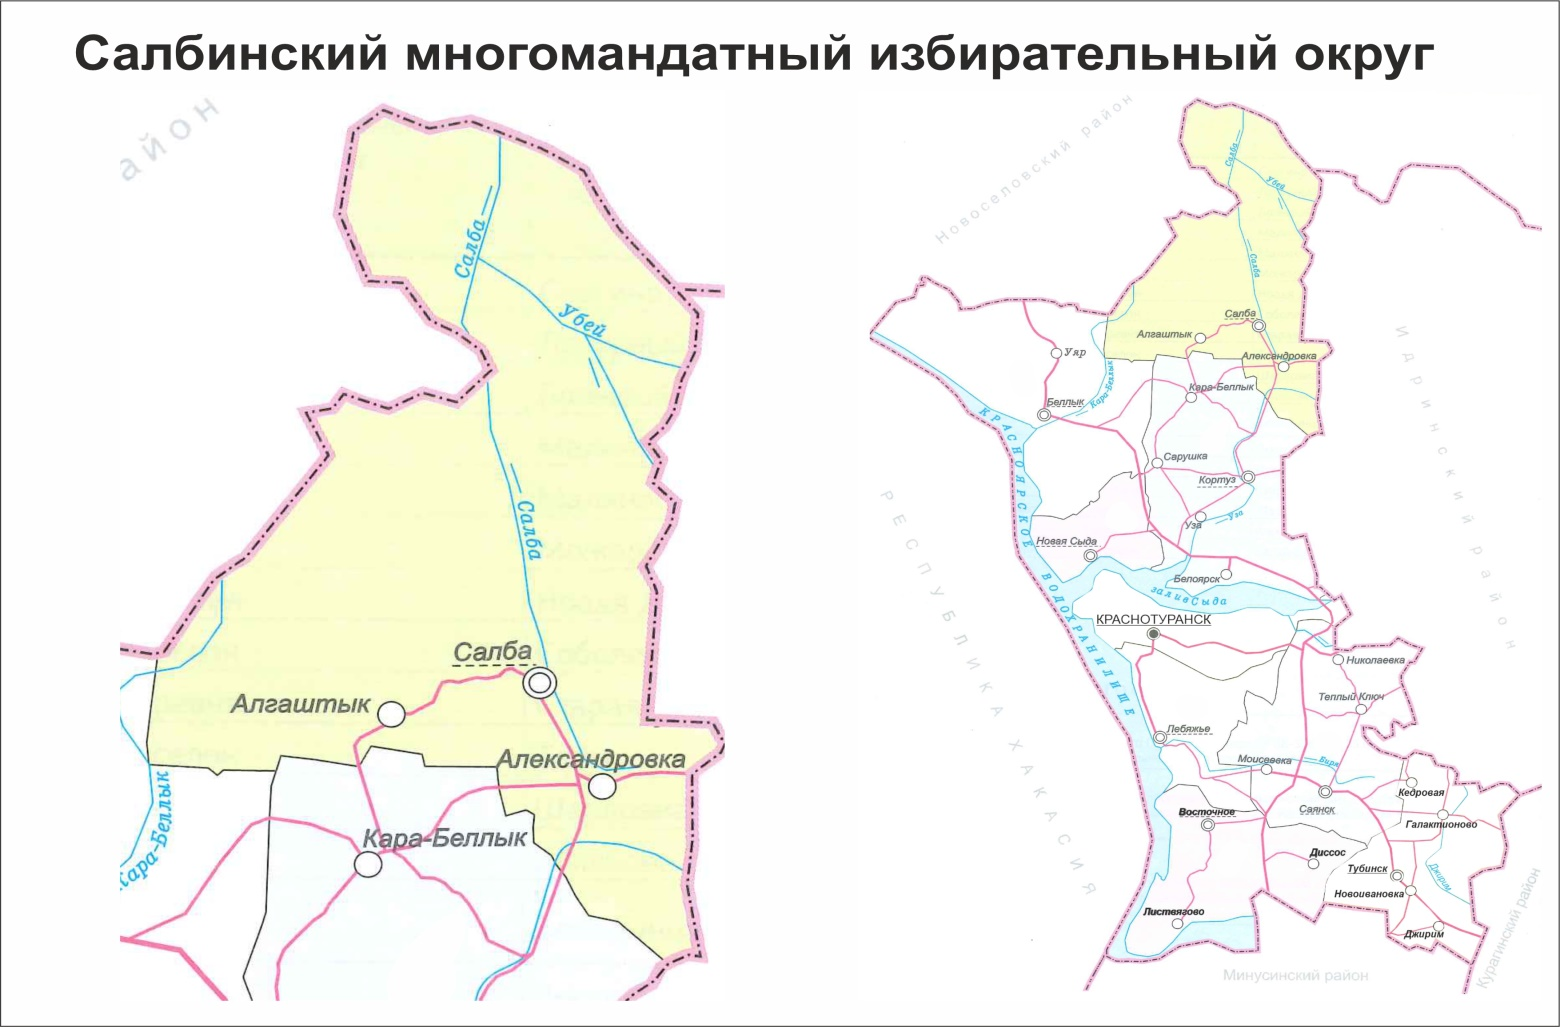 Салбинский многомандатный избирательный округ
айон
Салба
Убей
Салба
Салба
Алгаштык
Александровка
Кара-Беллык
Кара-Беллык
Новоселовский район
Салба
Убей
Салба
Салба
Алгаштык
Александровка
Уяр
Кара-Беллык
Кара-Беллык
Беллык
КРАСНОЯРСКОЕ ВОДОХРАНИЛИЩЕ
Идринский район
Сарушка
Кортуз
Уза
Уза
Новая Сыда
РЕСПУБЛИКА ХАКАСИЯ
Белоярск
залив Сыда
КРАСНОТУРАНСК
Николаевка
Теплый Ключ
Лебяжье
Моисеевка
Биря
Кедровая
Саянск
Восточное
Галактионово
Диссос
Тубинск
Джирим
Новоивановка
Листвягово
Джирим
Курагинский район
Минусинский район